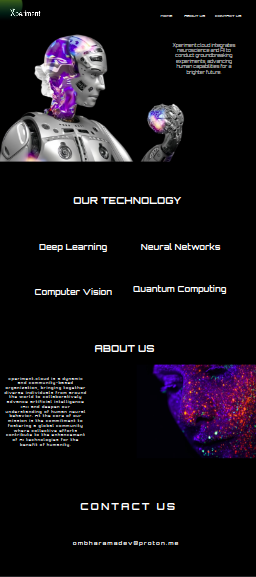 Xperiment
HOME ABOUT US CONTACT US
Xperiment.cloud integrates
neuroscience and AI to
conduct groundbreaking
experiments, advancing
human capabilities for a
brighter future.
OUR TECHNOLOGY
Deep Learning
Neural Networks
Computer Vision
Quantum Computing
ABOUT US
xperiment.cloud is a dynamic
and community-based
organization, bringing together
diverse individuals from around
the world to collaboratively
advance artificial intelligence
(AI) and deepen our
understanding of human neural
behavior. At the core of our
mission is the commitment to
fostering a global community
where collective efforts
contribute to the enhancement
of AI technologies for the
benefit of humanity.
CONTACT US
ombharamadev@proton.me